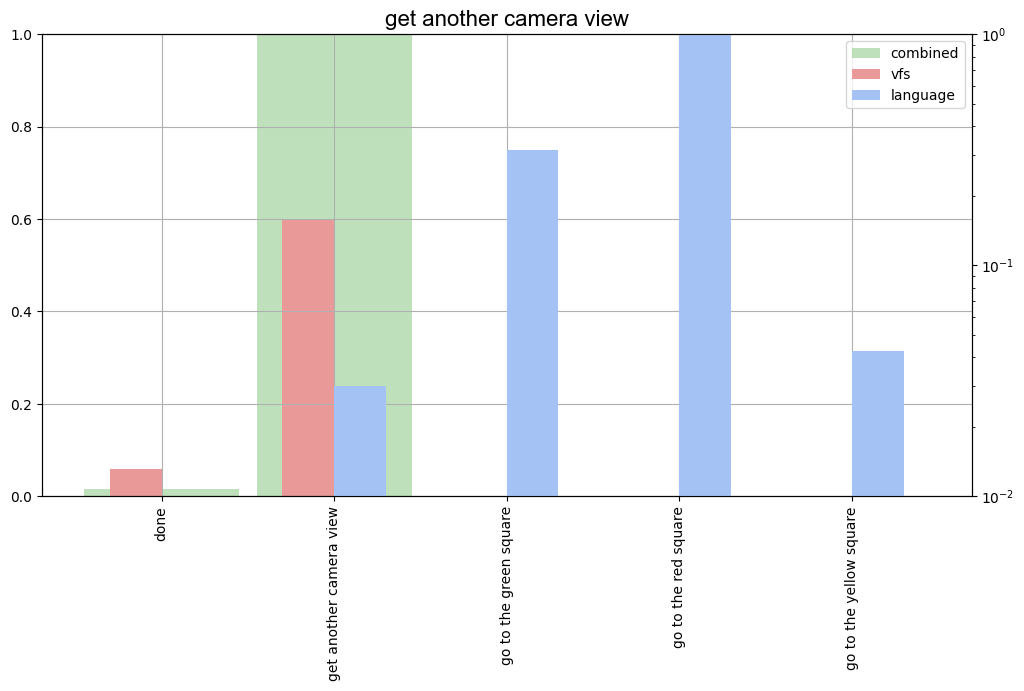 get another camera view
1.0
0.8
0.6
0.4
0.2
0.0
10⁰
10⁻¹
10⁻²
combined
vfs
language
done
get another camera view
go to the green square
go to the red square
go to the yellow square